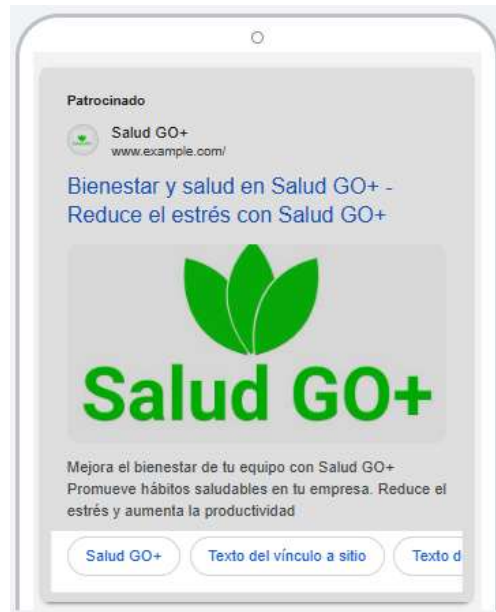 Patrocinado
Salud GO+
www.example.com/
Bienestar y salud en Salud GO+ -
Reduce el estrés con Salud GO+
Salud GO+
Mejora el bienestar de tu equipo con Salud GO+
Promueve hábitos saludables en tu empresa. Reduce el
estrés y aumenta la productividad
Salud GO+ Texto del vínculo a sitio Texto d